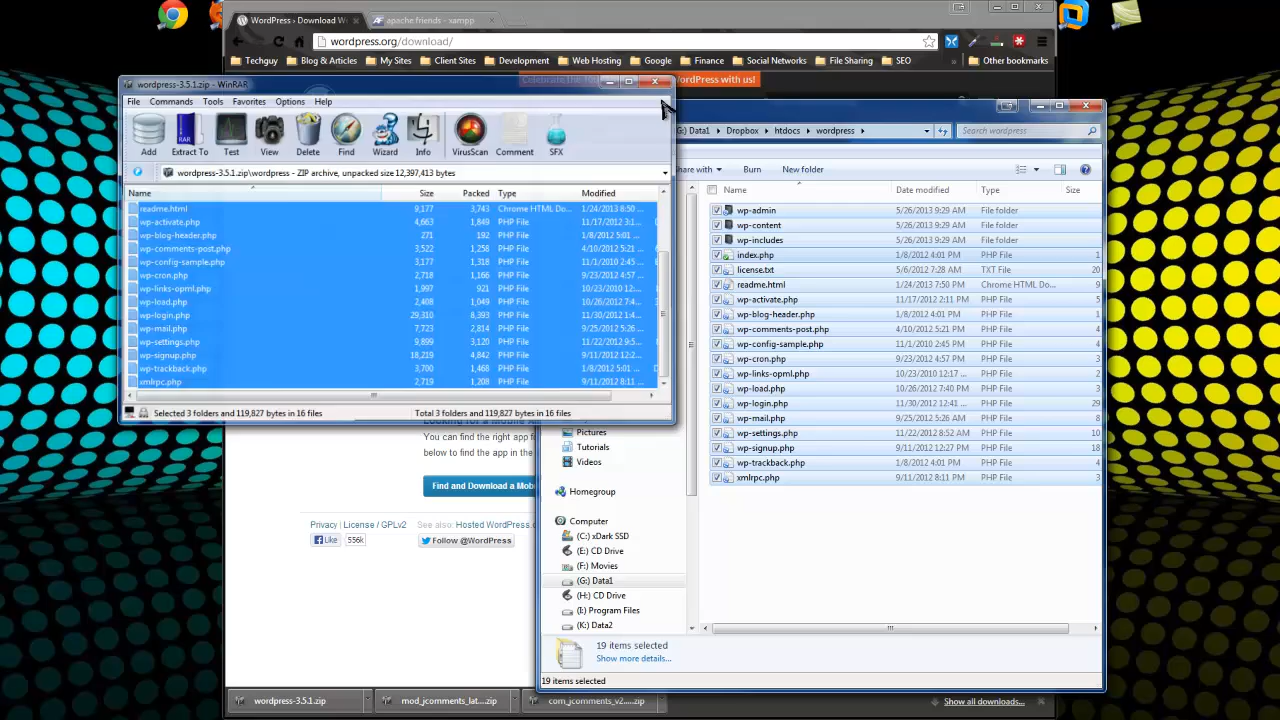 WordPress › Download W
apache friends - xampp
wordpress.org/download/
Techguy
Blog & Articles
My Sites
Client Sites
Development
Web Hosting
Google
Finance
Social Networks
File Sharing
SEO
»
Other bookmarks
ordPress with us!
wordpress-3.5.1.zip - WinRAR
File Commands Tools Favorites Options Help
Add Extract To Test View Delete Find Wizard Info VirusScan Comment SFX
wordpress-3.5.1.zip\wordpress - ZIP archive, unpacked size 12,397,413 bytes
Name Size Packed Type Modified
readme.html 9,177 3,743 Chrome HTML Do... 1/24/2013 8:50 ...
wp-activate.php 4,663 1,849 PHP File 11/17/2012 3:1...
wp-blog-header.php 271 192 PHP File 1/8/2012 5:01 ...
wp-comments-post.php 3,522 1,258 PHP File 4/10/2012 5:21 ...
wp-config-sample.php 3,177 1,318 PHP File 11/1/2010 2:45 ...
wp-cron.php 2,718 1,166 PHP File 9/23/2012 4:57 ...
wp-links-opml.php 1,997 921 PHP File 10/23/2010 12:...
wp-load.php 2,408 1,049 PHP File 10/26/2012 7:4...
wp-login.php 29,310 8,393 PHP File 11/30/2012 1:4...
wp-mail.php 7,723 2,814 PHP File 9/25/2012 5:26 ...
wp-settings.php 9,899 3,120 PHP File 11/22/2012 9:5...
wp-signup.php 18,219 4,842 PHP File 9/11/2012 12:2...
wp-trackback.php 3,700 1,468 PHP File 1/8/2012 5:01 ...
xmlrpc.php 2,719 1,208 PHP File 9/11/2012 8:11 ...
Selected 3 folders and 119,827 bytes in 16 files
Total 3 folders and 119,827 bytes in 16 files
(G:) Data1 Dropbox htdocs wordpress
Search wordpress
Share with
Burn
New folder
Name Date modified Type Size
wp-admin 5/26/2013 9:29 AM File folder
wp-content 5/26/2013 9:29 AM File folder
wp-includes 5/26/2013 9:29 AM File folder
index.php 1/8/2012 4:01 PM PHP File 1
license.txt 5/6/2012 7:28 AM TXT File 20
readme.html 1/24/2013 7:50 PM Chrome HTML Do... 9
wp-activate.php 11/17/2012 2:11 PM PHP File 5
wp-blog-header.php 1/8/2012 4:01 PM PHP File 1
wp-comments-post.php 4/10/2012 5:21 AM PHP File 4
wp-config-sample.php 11/1/2010 2:45 PM PHP File 4
wp-cron.php 9/23/2012 4:57 PM PHP File 3
wp-links-opml.php 10/23/2010 12:17 ... PHP File 2
wp-load.php 10/26/2012 7:40 PM PHP File 3
wp-login.php 11/30/2012 12:41 ... PHP File 29
wp-mail.php 9/25/2012 5:26 AM PHP File 8
wp-settings.php 11/22/2012 8:52 AM PHP File 10
wp-signup.php 9/11/2012 12:27 PM PHP File 18
wp-trackback.php 1/8/2012 4:01 PM PHP File 4
xmlrpc.php 9/11/2012 8:11 PM PHP File 3
Pictures
Tutorials
Videos
Homegroup
Computer
(C:) xDark SSD
(E:) CD Drive
(F:) Movies
(G:) Data1
(H:) CD Drive
(I:) Program Files
(K:) Data2
19 items selected
Show more details...
19 items selected
You can find the right app f
below to find the app in the
Find and Download a Mob
Privacy | License / GPLv2
See also: Hosted WordPress.c
Like 556k
Follow @WordPress
wordpress-3.5.1.zip
mod_jcomments_lat....zip
com_jcomments_v2....zip
Show all downloads...